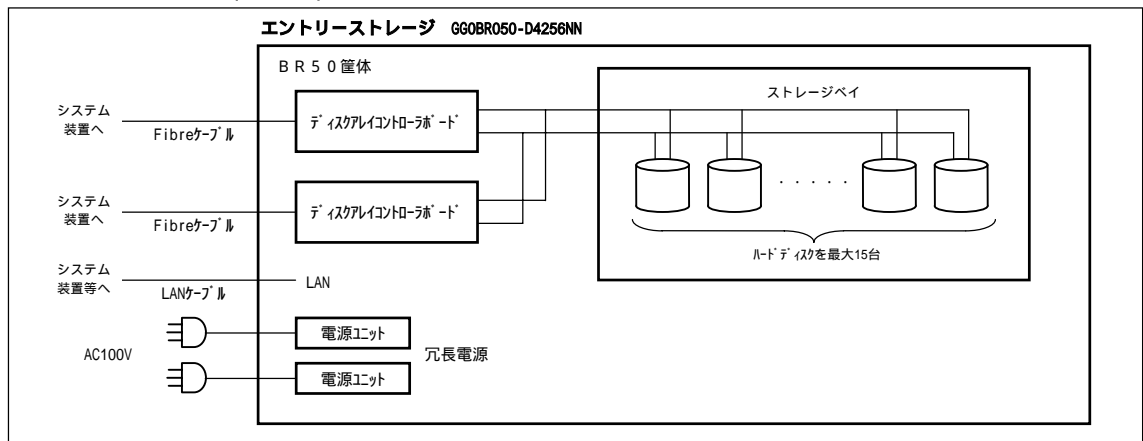 エントリーストレージ GG0BR050-D4256NN
BR50筐体
ストレージベイ
システム
装置へ
Fibreケーブル
ディスクアレイコントローラボード
システム
装置へ
Fibreケーブル
ディスクアレイコントローラボード
・・・・・
ハードディスクを最大15台
システム
装置等へ
LANケーブル
LAN
AC100V
電源ユニット
冗長電源
電源ユニット